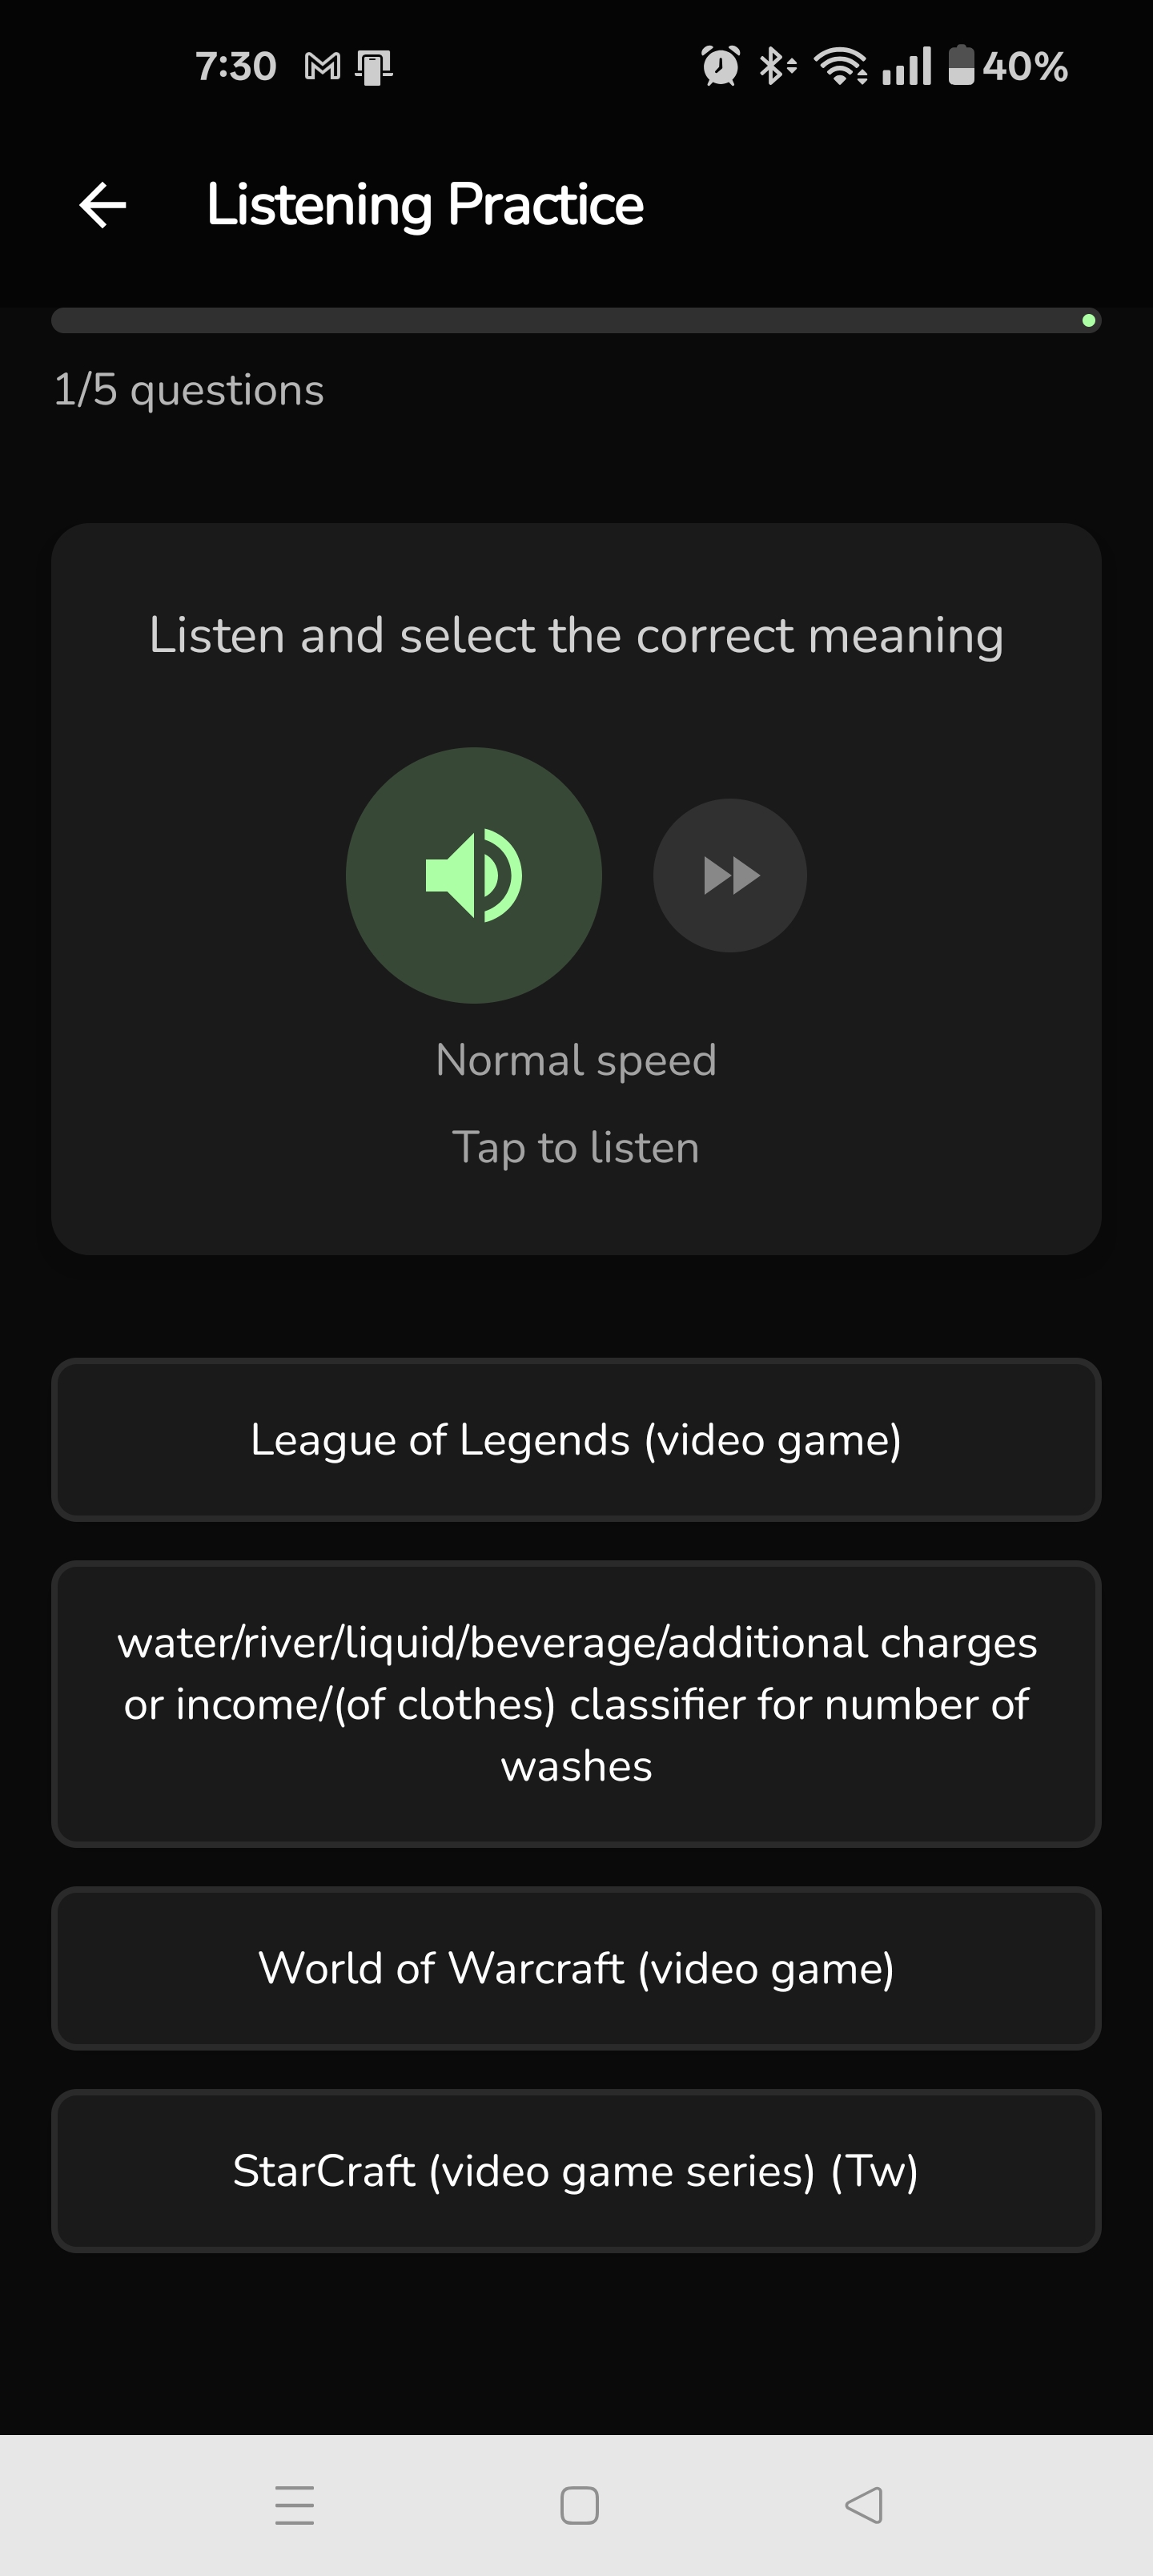 7:30
40%
Listening Practice
1/5 questions
Listen and select the correct meaning
Normal speed
Tap to listen
League of Legends (video game)
water/river/liquid/beverage/additional charges
or income/(of clothes) classifier for number of
washes
World of Warcraft (video game)
StarCraft (video game series) (Tw)